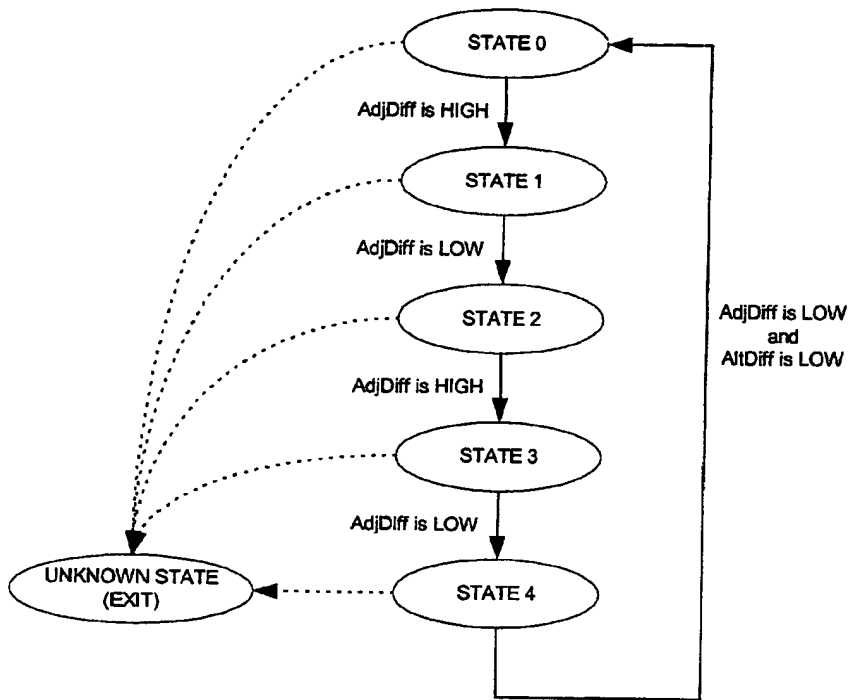 STATE 0
AdjDiff is HIGH
STATE 1
AdjDiff is LOW
STATE 2
AdjDiff is LOW
and
AltDiff is LOW
AdjDiff is HIGH
STATE 3
AdjDiff is LOW
UNKNOWN STATE
(EXIT)
STATE 4